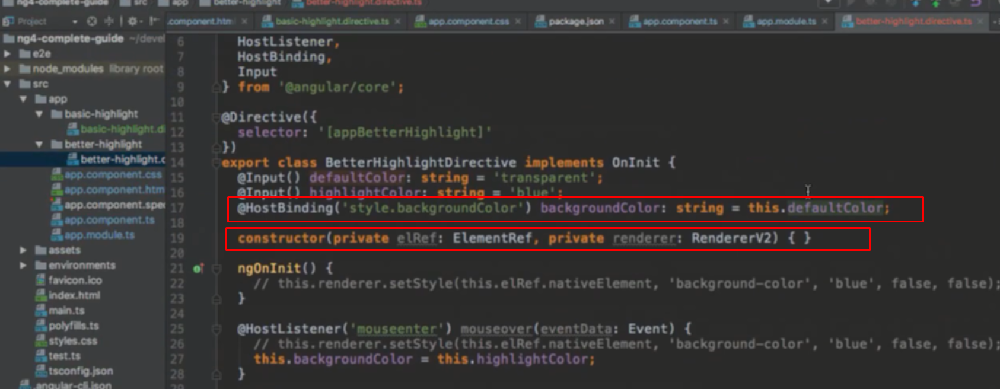 ng4-complete-guide src app better-highlight better-highlight.directive.ts
Project
.component.htm
basic-highlight.directive.ts
app.component.css
package.json
app.component.ts
app.module.ts
better-highlight.directive.ts
ng4-complete-guide ~/devel
e2e
node_modules library root
src
app
basic-highlight
basic-highlight.di
better-highlight
better-highlight.c
app.component.css
app.component.htm
app.component.spec
app.component.ts
app.module.ts
assets
environments
favicon.ico
index.html
main.ts
polyfills.ts
styles.css
test.ts
tsconfig.json
.angular-cli.json
6 HostListener,
7 HostBinding,
8 Input
9 } from '@angular/core';
10
11 @Directive({
12 selector: '[appBetterHighlight]'
13 })
14 export class BetterHighlightDirective implements OnInit {
15 @Input() defaultColor: string = 'transparent';
16 @Input() highlightColor: string = 'blue';
17 @HostBinding('style.backgroundColor') backgroundColor: string = this.defaultColor;
18
19 constructor(private elRef: ElementRef, private renderer: RendererV2) { }
20
21 ngOnInit() {
22 // this.renderer.setStyle(this.elRef.nativeElement, 'background-color', 'blue', false, false);
23 }
24
25 @HostListener('mouseenter') mouseover(eventData: Event) {
26 // this.renderer.setStyle(this.elRef.nativeElement, 'background-color', 'blue', false, false);
27 this.backgroundColor = this.highlightColor;
28 }
29